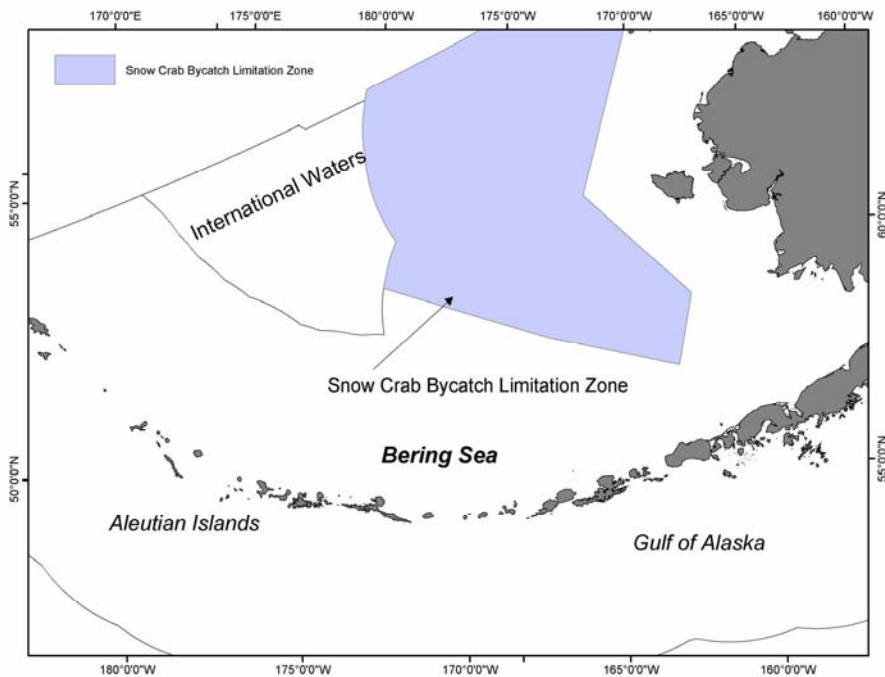 170°0'0"E 175°0'0"E 180°0'0" 175°0'0"W 170°0'0"W 165°0'0"W 160°0'0"W
Snow Crab Bycatch Limitation Zone
International Waters
55°0'0"N
60°0'0"N
Snow Crab Bycatch Limitation Zone
Bering Sea
50°0'0"N
55°0'0"N
Aleutian Islands
Gulf of Alaska
180°0'0"W 175°0'0"W 170°0'0"W 165°0'0"W 160°0'0"W